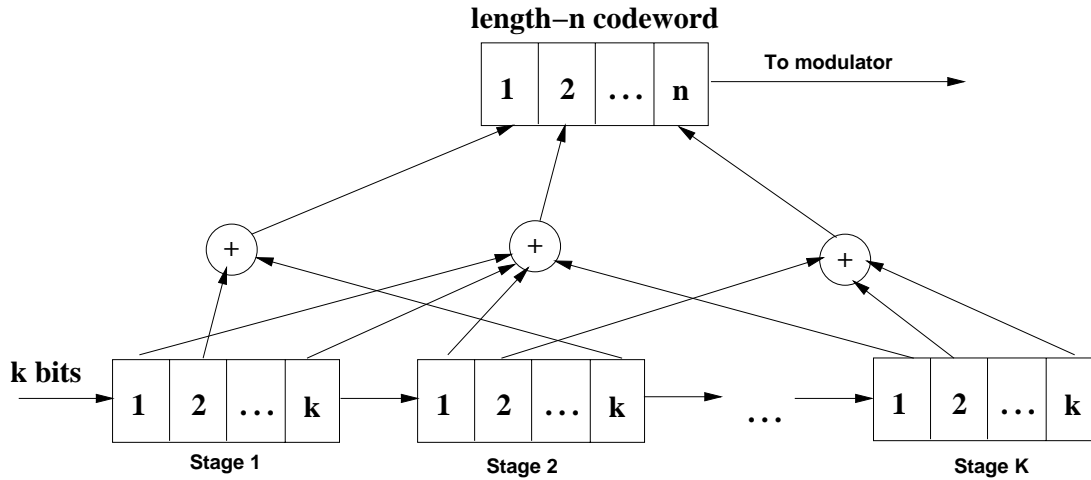 length−n codeword
1 2 ... n
To modulator
+ + +
k bits
1 2 ... k
1 2 ... k
...
1 2 ... k
Stage 1
Stage 2
Stage K